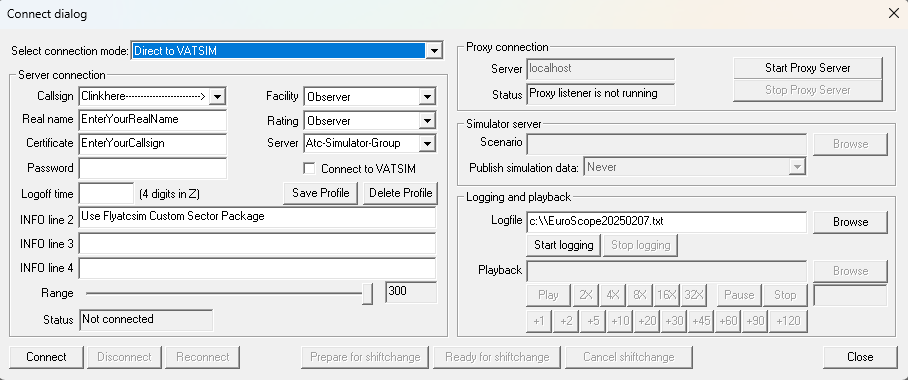 Connect dialog
Select connection mode: Direct to VATSIM
Server connection
Callsign Clinkhere------------------------> Facility Observer
Real name EnterYourRealName Rating Observer
Certificate EnterYourCallsign Server Atc-Simulator-Group
Password Connect to VATSIM
Logoff time (4 digits in Z) Save Profile Delete Profile
INFO line 2 Use Flyatcsim Custom Sector Package
INFO line 3
INFO line 4
Range 300
Status Not connected
Proxy connection
Server localhost Start Proxy Server
Status Proxy listener is not running Stop Proxy Server
Simulator server
Scenario Browse
Publish simulation data: Never
Logging and playback
Logfile c:\\EuroScope20250207.txt Browse
Start logging Stop logging
Playback Browse
Play 2X 4X 8X 16X 32X Pause Stop
+1 +2 +5 +10 +20 +30 +45 +60 +90 +120
Connect Disconnect Reconnect Prepare for shiftchange Ready for shiftchange Cancel shiftchange Close